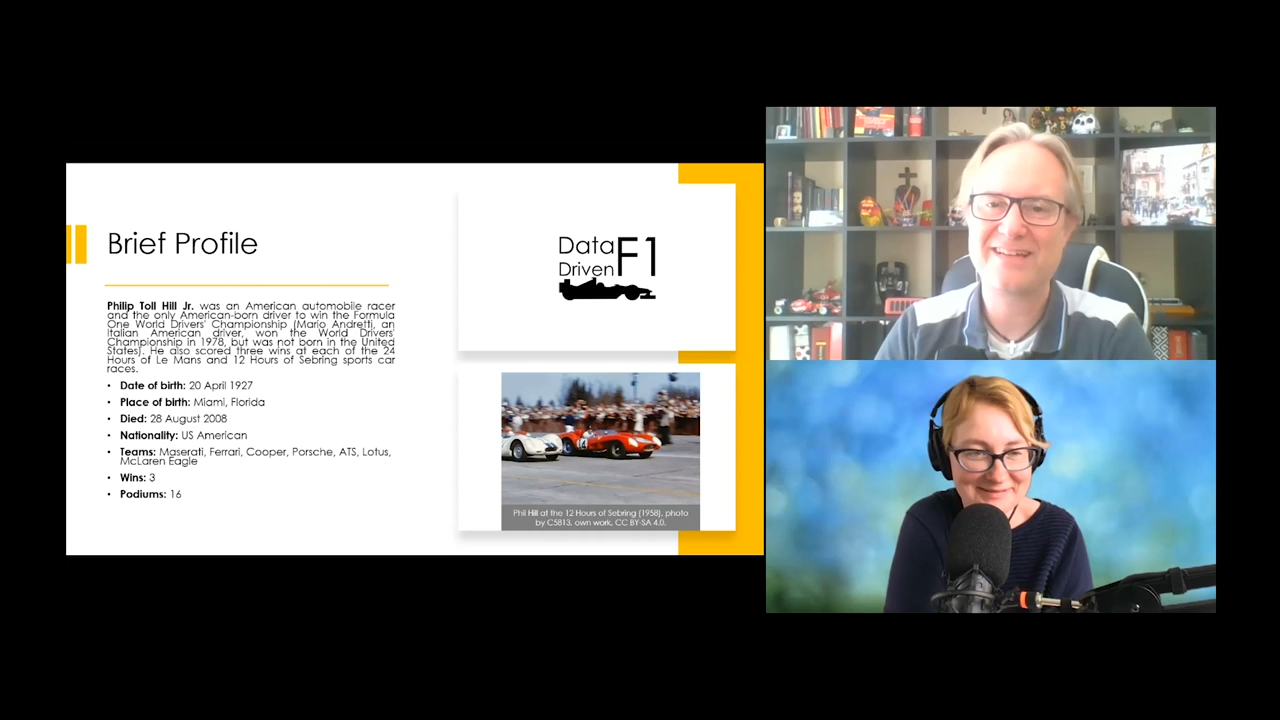 Brief Profile
Philip Toll Hill Jr. was an American automobile racer
and the only American-born driver to win the Formula
One World Drivers' Championship (Mario Andretti, an
Italian American driver, won the World Drivers'
Championship in 1978, but was not born in the United
States). He also scored three wins at each of the 24
Hours of Le Mans and 12 Hours of Sebring sports car
races.
• Date of birth: 20 April 1927
• Place of birth: Miami, Florida
• Died: 28 August 2008
• Nationality: US American
• Teams: Maserati, Ferrari, Cooper, Porsche, ATS, Lotus,
McLaren Eagle
• Wins: 3
• Podiums: 16
Data
Driven
F1
14
Phil Hill at the 12 Hours of Sebring (1958), photo
by C5813, own work, CC BY-SA 4.0.